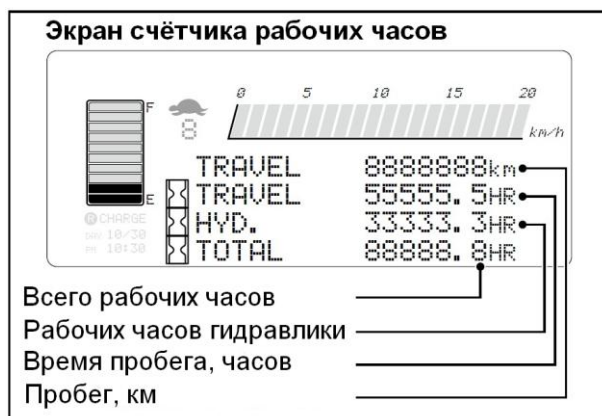 Экран счётчика рабочих часов
0 5 10 15 20
F
8
km/h
TRAVEL 8888888km
TRAVEL 55555.5HR
E
HYD. 33333.3HR
CHARGE
10/30
10:30
TOTAL 88888.8HR
Всего рабочих часов
Рабочих часов гидравлики
Время пробега, часов
Пробег, км